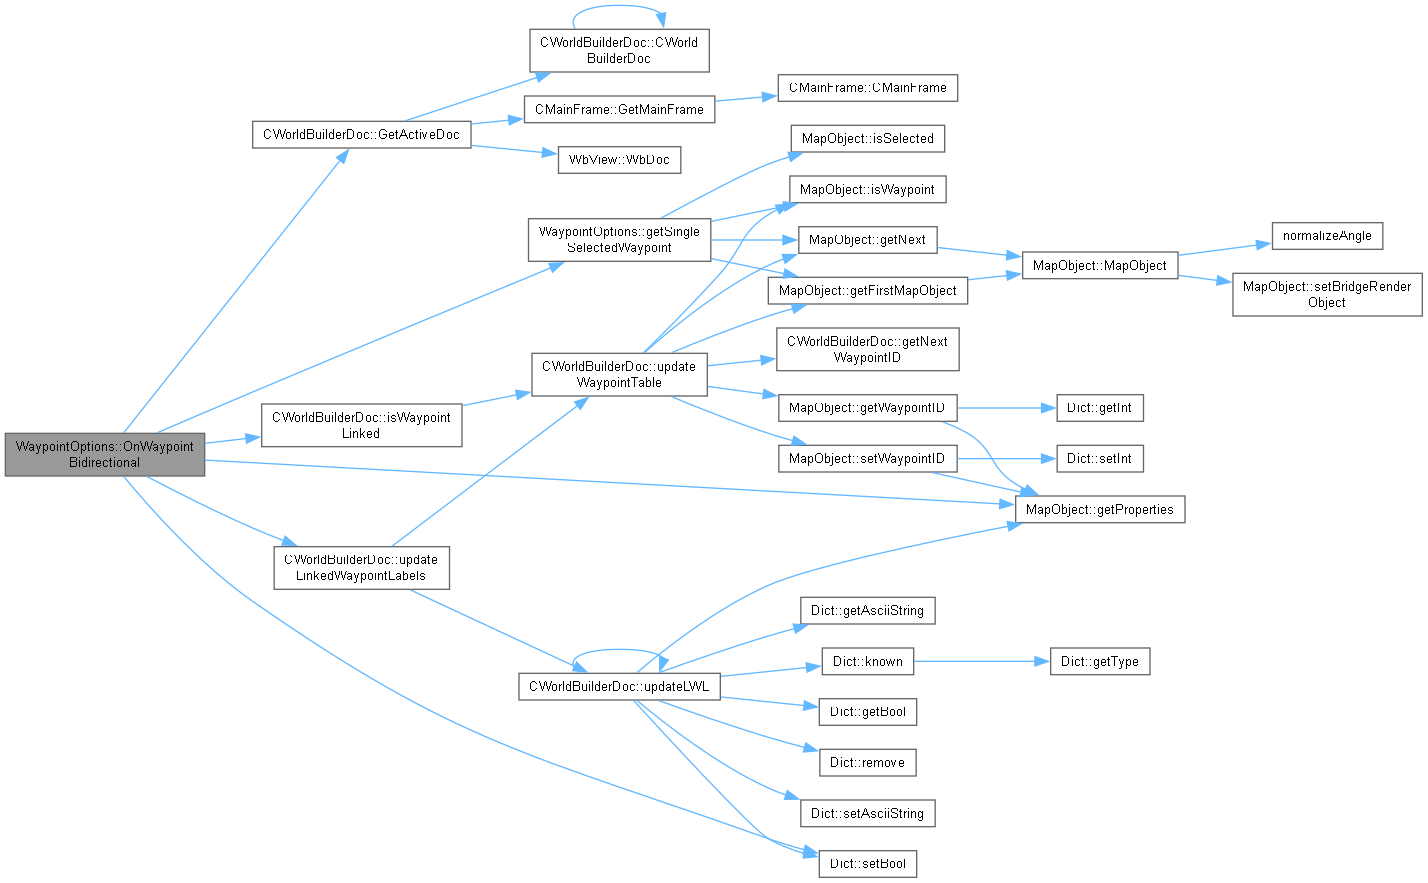 CWorldBuilderDoc::CWorld
BuilderDoc
CMainFrame::CMainFrame
CMainFrame::GetMainFrame
CWorldBuilderDoc::GetActiveDoc
MapObject::isSelected
WbView::WbDoc
MapObject::isWaypoint
WaypointOptions::getSingle
SelectedWaypoint
MapObject::getNext
normalizeAngle
MapObject::MapObject
MapObject::getFirstMapObject
MapObject::setBridgeRender
Object
CWorldBuilderDoc::getNext
WaypointID
CWorldBuilderDoc::update
WaypointTable
MapObject::getWaypointID
Dict::getInt
CWorldBuilderDoc::isWaypoint
Linked
WaypointOptions::OnWaypoint
Bidirectional
MapObject::setWaypointID
Dict::setInt
MapObject::getProperties
CWorldBuilderDoc::update
LinkedWaypointLabels
Dict::getAsciiString
Dict::known
Dict::getType
CWorldBuilderDoc::updateLWL
Dict::getBool
Dict::remove
Dict::setAsciiString
Dict::setBool